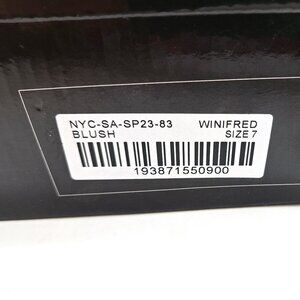 NYC-SA-SP23-83 WINIFRED
BLUSH SIZE 7
193871550900